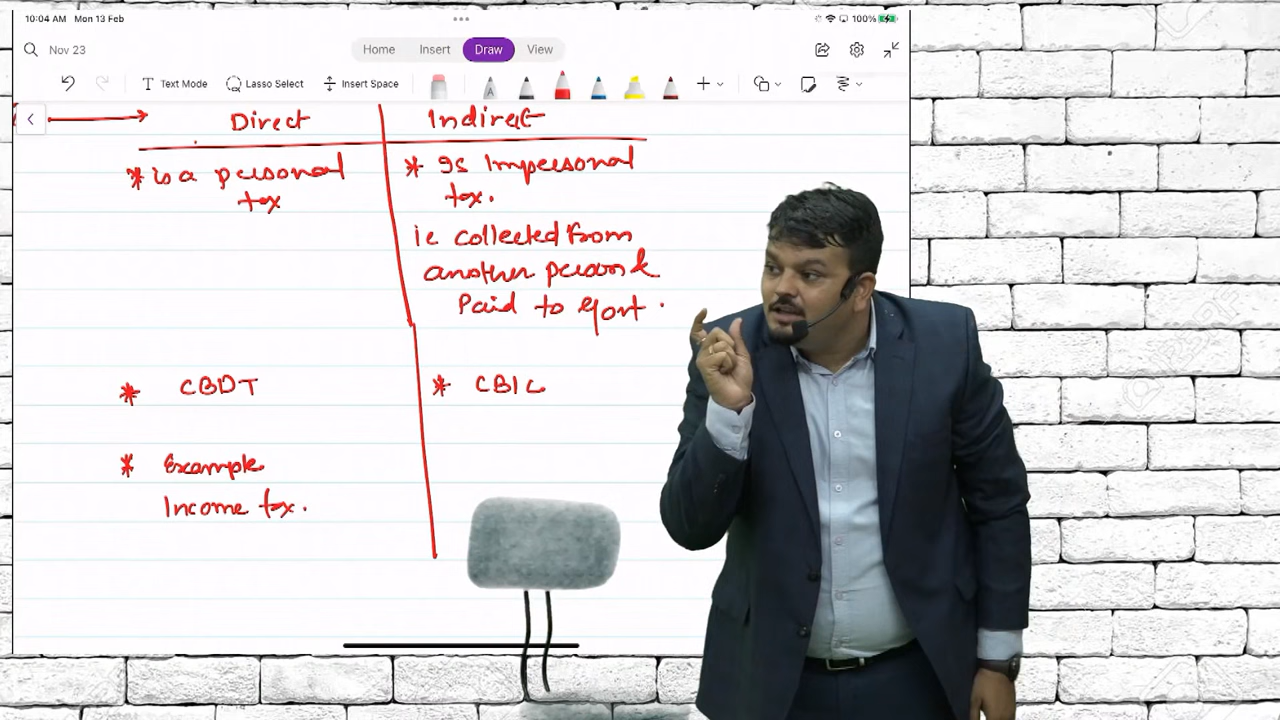 10:04 AM Mon 13 Feb
100%
Nov 23
Home Insert Draw View
Text Mode Lasso Select Insert Space
Direct
Indirect
* is a personal
tax
* Is Impersonal
tax.
ie collected from
another person &
Paid to Govt.
* CBDT
* CBIC
* Example
Income tax.